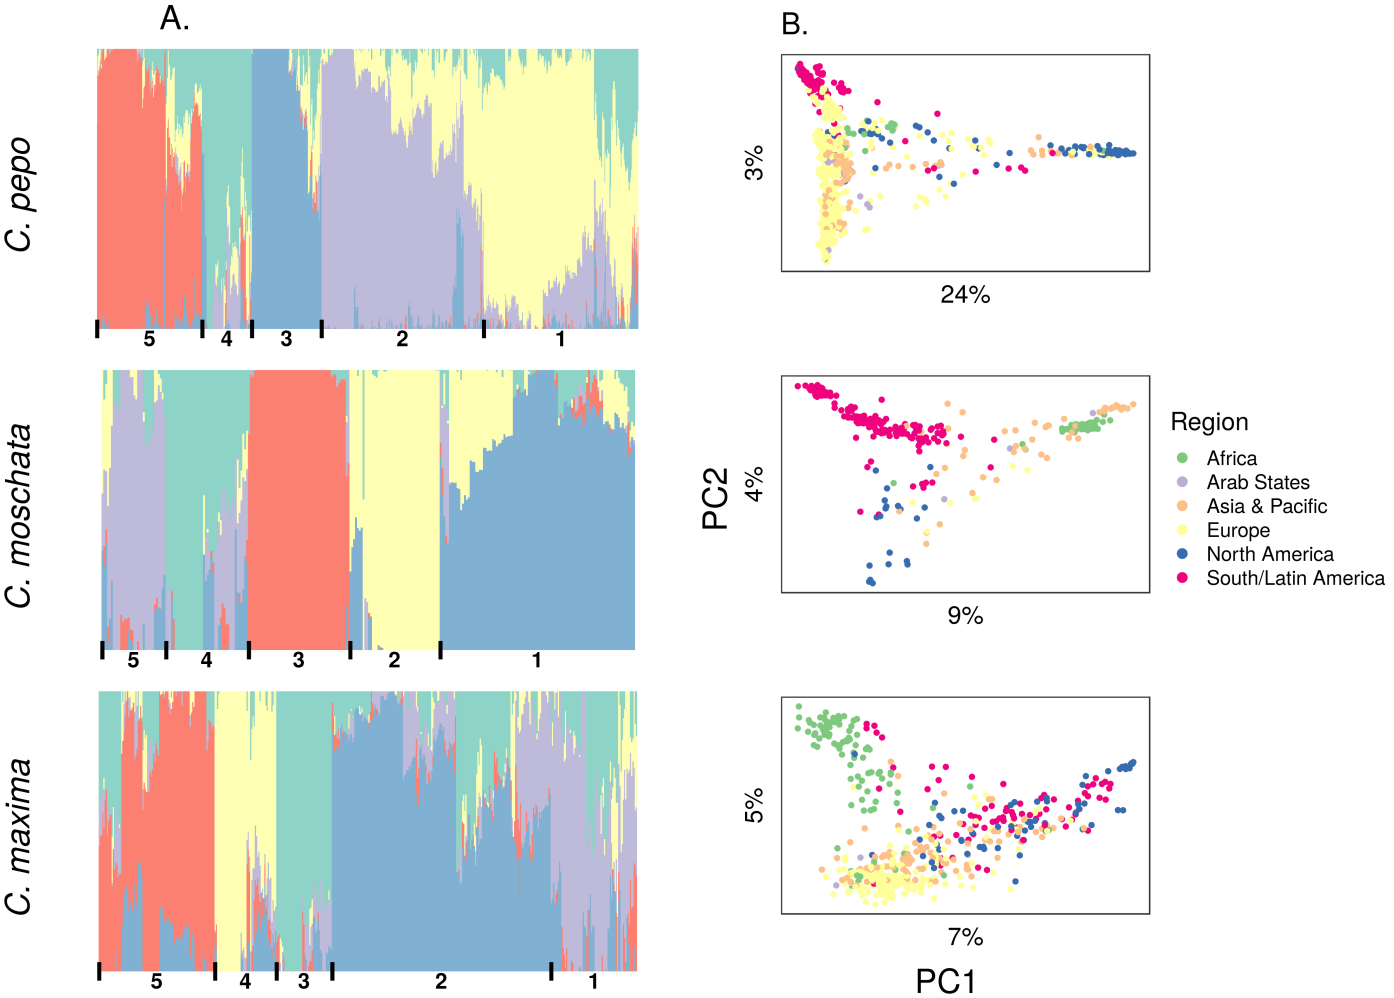 A.
B.
C. pepo
5 4 3 2 1
3%
24%
C. moschata
5 4 3 2 1
PC2
4%
9%
Region
Africa
Arab States
Asia & Pacific
Europe
North America
South/Latin America
C. maxima
5 4 3 2 1
5%
7%
PC1